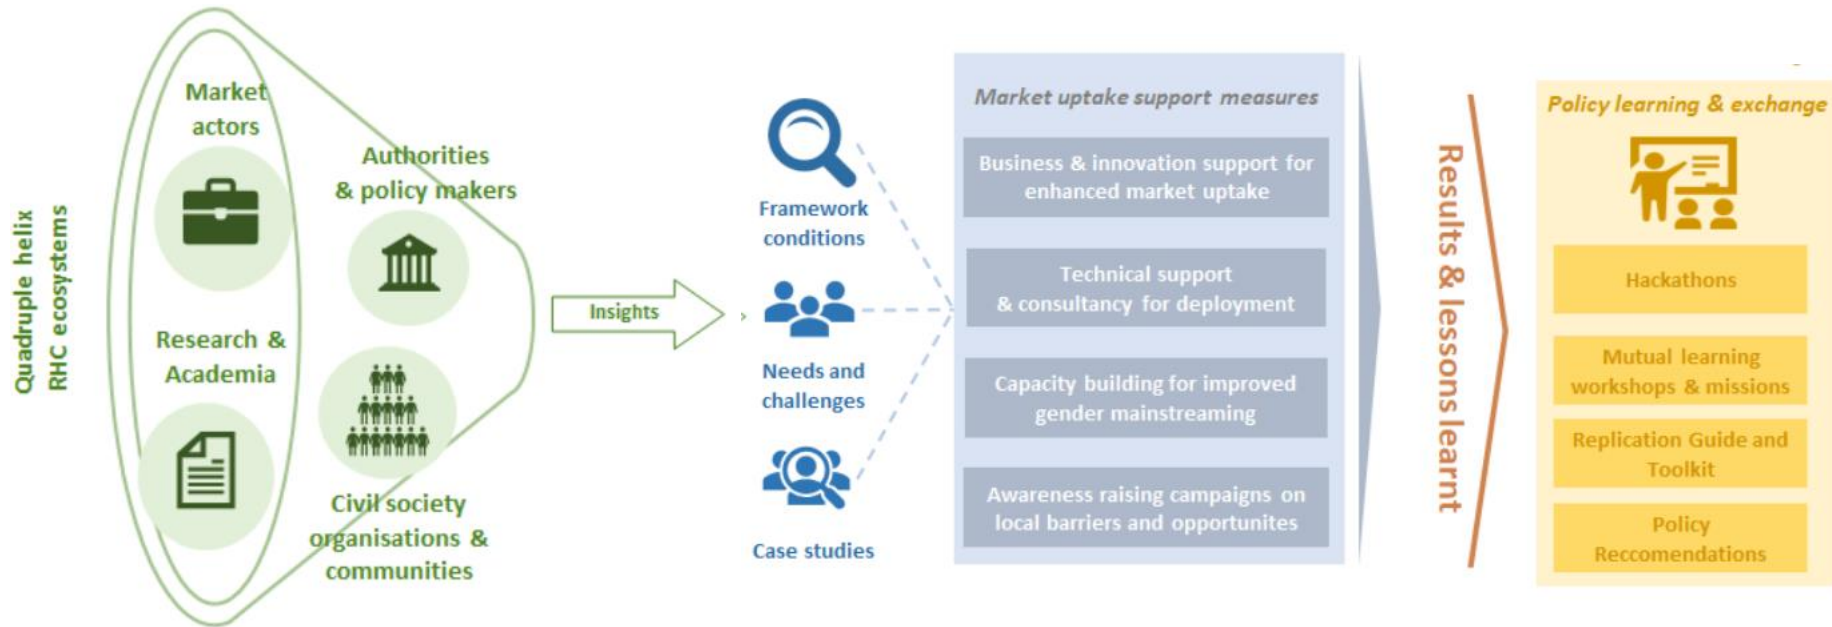 Quadruple helix
RHC ecosystems
Market
actors
Authorities
& policy makers
Research &
Academia
Civil society
organisations &
communities
Insights
Framework
conditions
Needs and
challenges
Case studies
Market uptake support measures
Business & innovation support for
enhanced market uptake
Technical support
& consultancy for deployment
Capacity building for improved
gender mainstreaming
Awareness raising campaigns on
local barriers and opportunites
Results & lessons learnt
Policy learning & exchange
Hackathons
Mutual learning
workshops & missions
Replication Guide and
Toolkit
Policy
Reccomendations